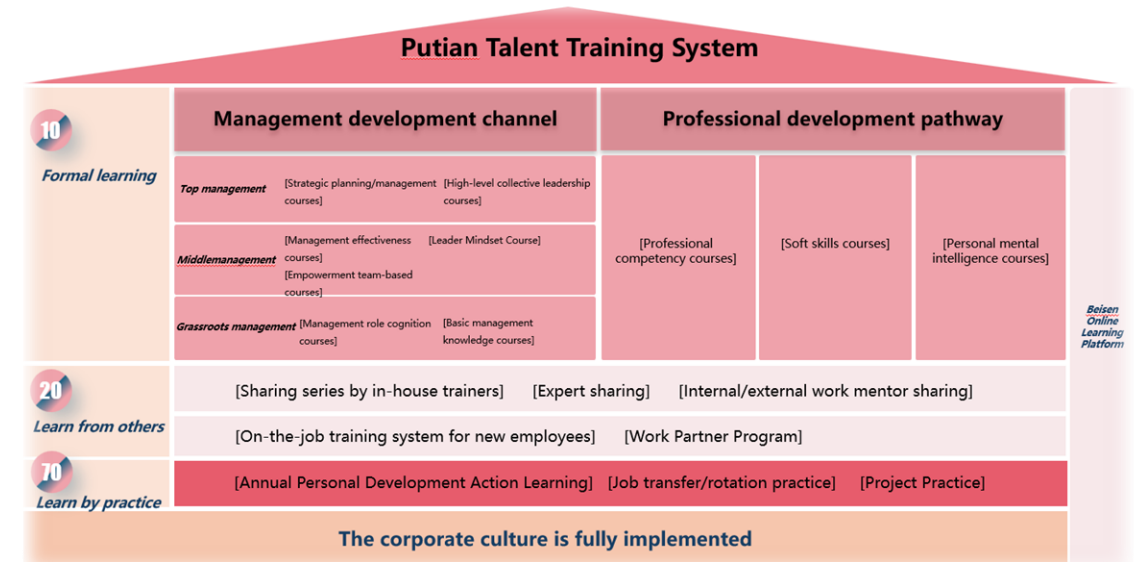 Putian Talent Training System
10
Formal learning
Management development channel
Professional development pathway
Top management
[Strategic planning/management
courses]
[High-level collective leadership
courses]
Middlemanagement
[Management effectiveness
courses]
[Leader Mindset Course]
[Empowerment team-based
courses]
Grassroots management
[Management role cognition
courses]
[Basic management
knowledge courses]
[Professional
competency courses]
[Soft skills courses]
[Personal mental
intelligence courses]
Beisen
Online
Learning
Platform
20
Learn from others
[Sharing series by in-house trainers] [Expert sharing] [Internal/external work mentor sharing]
[On-the-job training system for new employees] [Work Partner Program]
70
Learn by practice
[Annual Personal Development Action Learning] [Job transfer/rotation practice] [Project Practice]
The corporate culture is fully implemented